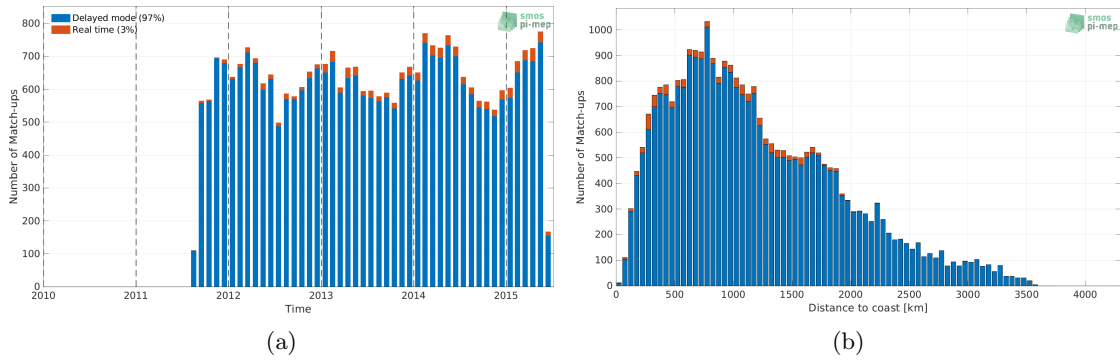 Delayed mode (97%)
Real time (3%)
smos
pi-mep
800
700
600
500
400
300
200
100
0
Number of Match-ups
2010
2011
2012
2013
2014
2015
Time
(a)
smos
pi-mep
1000
900
800
700
600
500
400
300
200
100
0
Number of Match-ups
0
500
1000
1500
2000
2500
3000
3500
4000
Distance to coast [km]
(b)